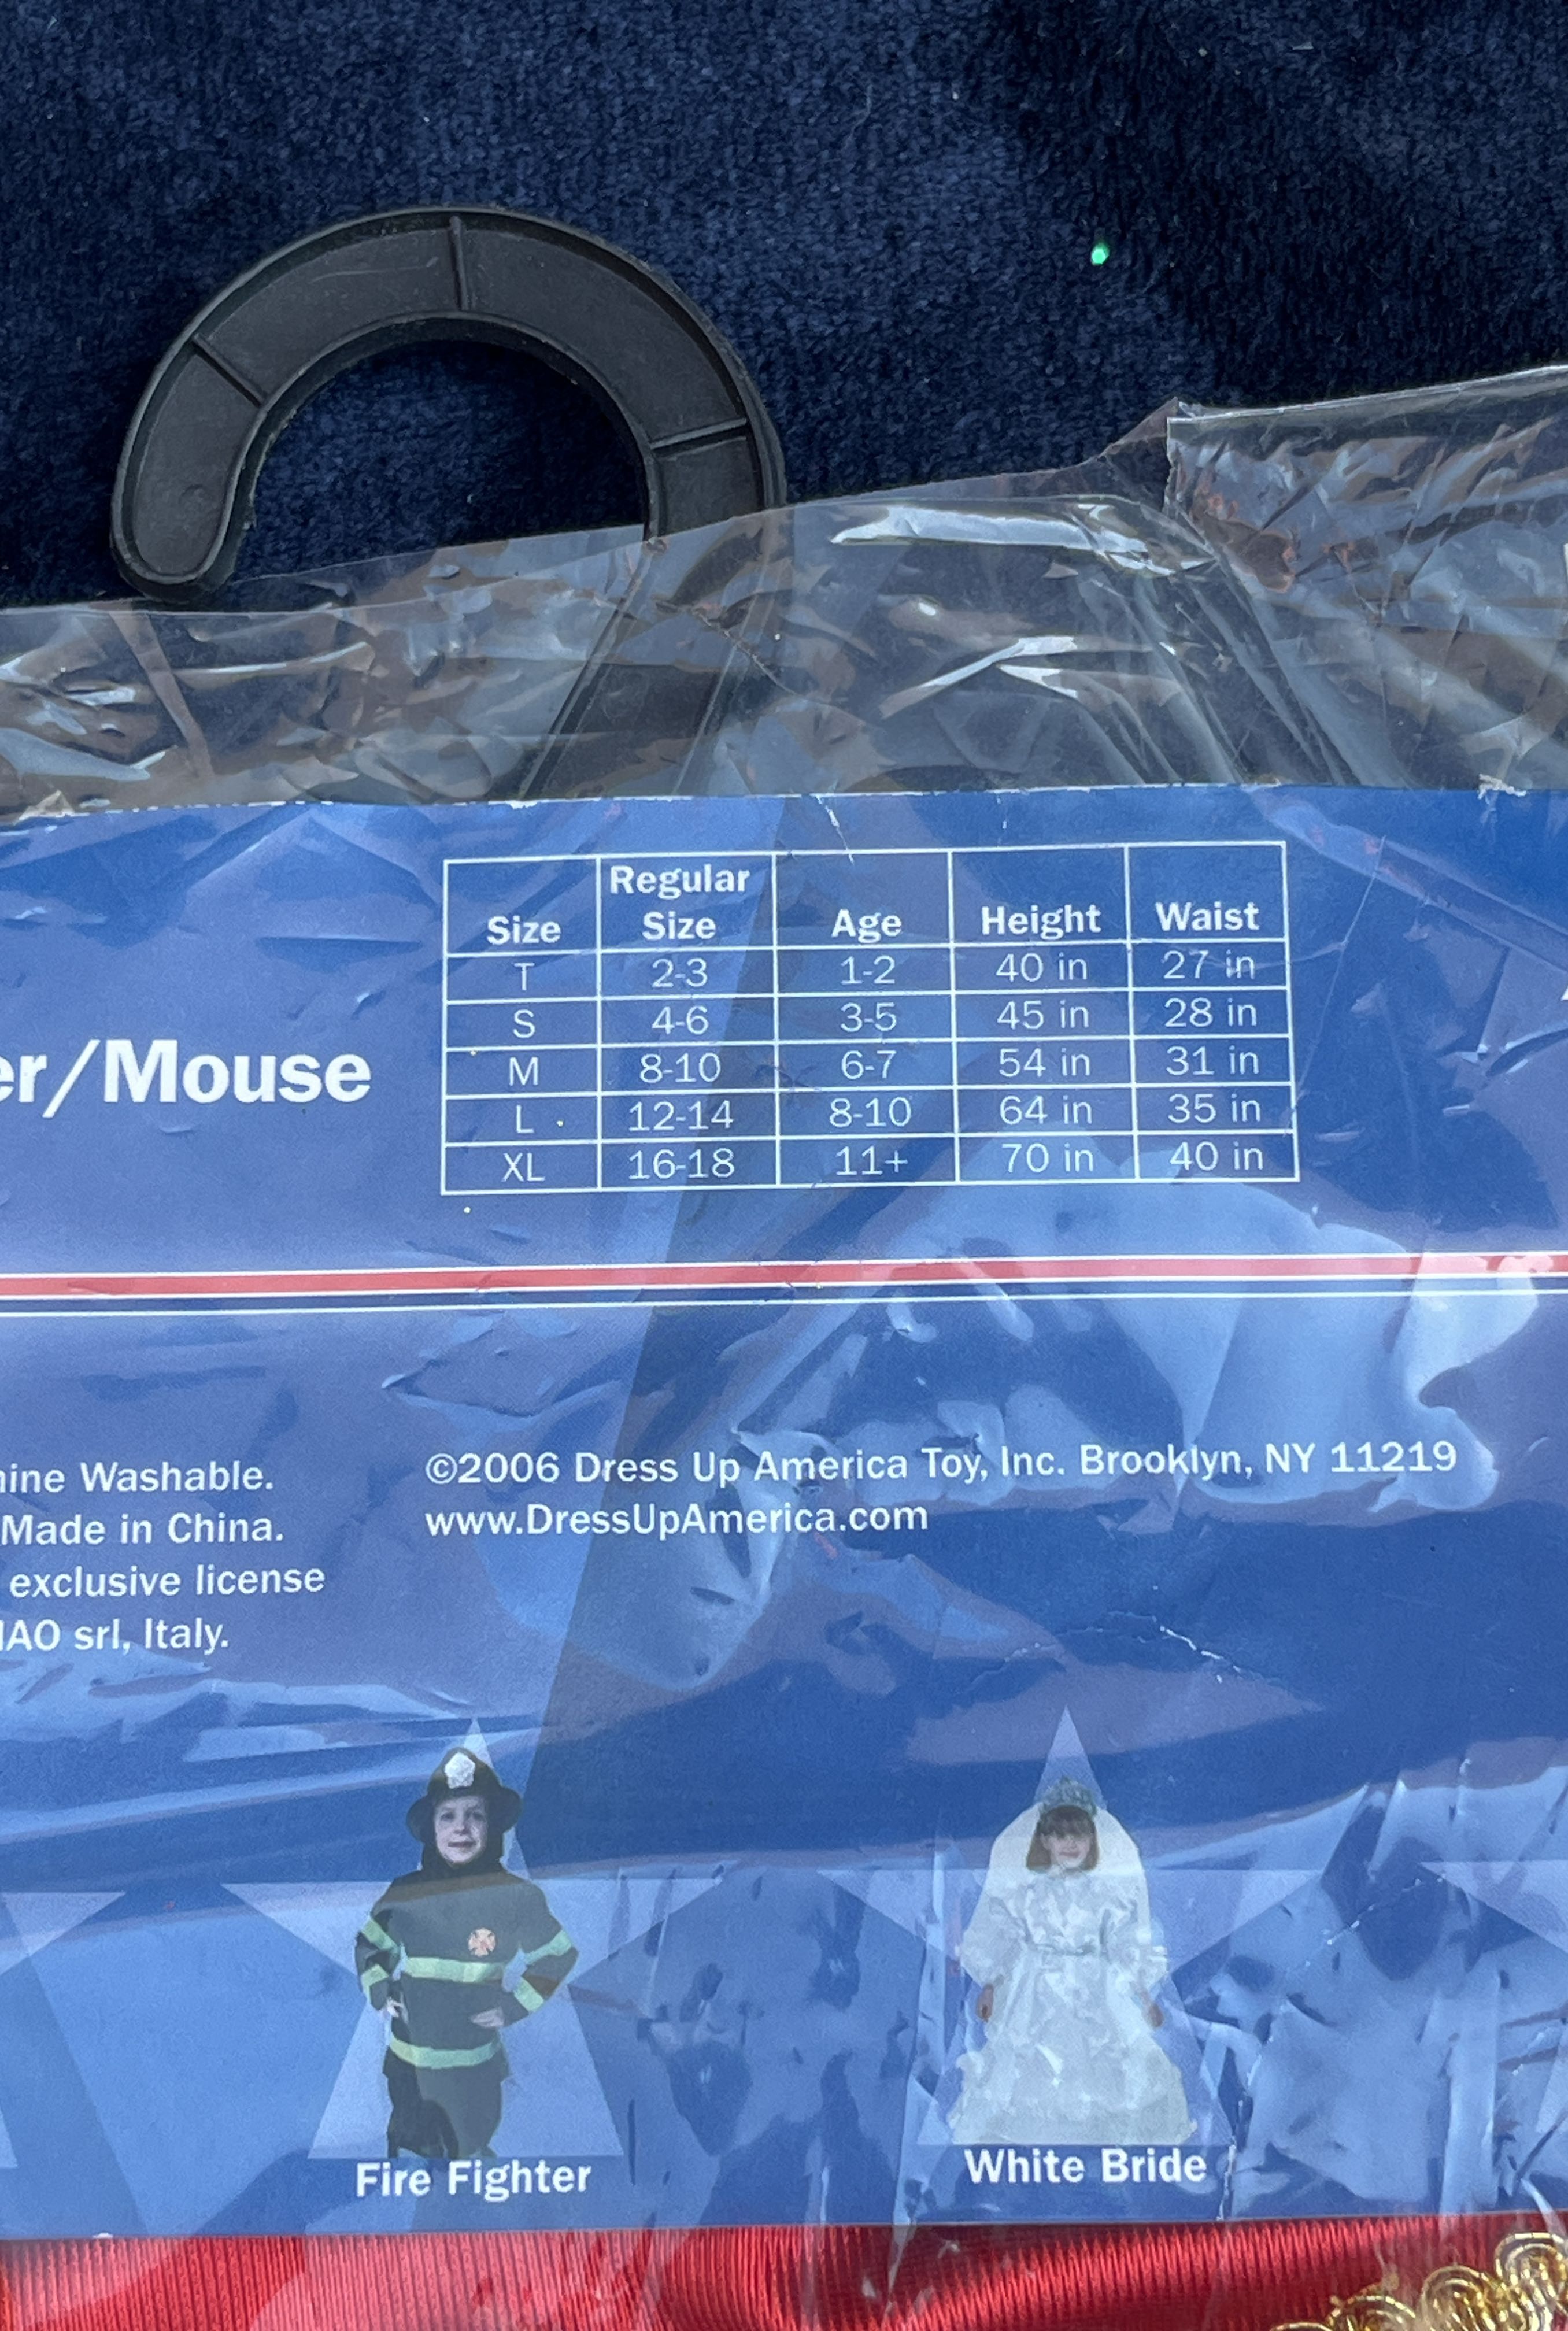 Size Regular Size Age Height Waist
T 2-3 1-2 40 in 27 in
S 4-6 3-5 45 in 28 in
M 8-10 6-7 54 in 31 in
L 12-14 8-10 64 in 35 in
XL 16-18 11+ 70 in 40 in
er/Mouse
ine Washable.
Made in China.
exclusive license
IAO srl, Italy.
©2006 Dress Up America Toy, Inc. Brooklyn, NY 11219
www.DressUpAmerica.com
Fire Fighter
White Bride